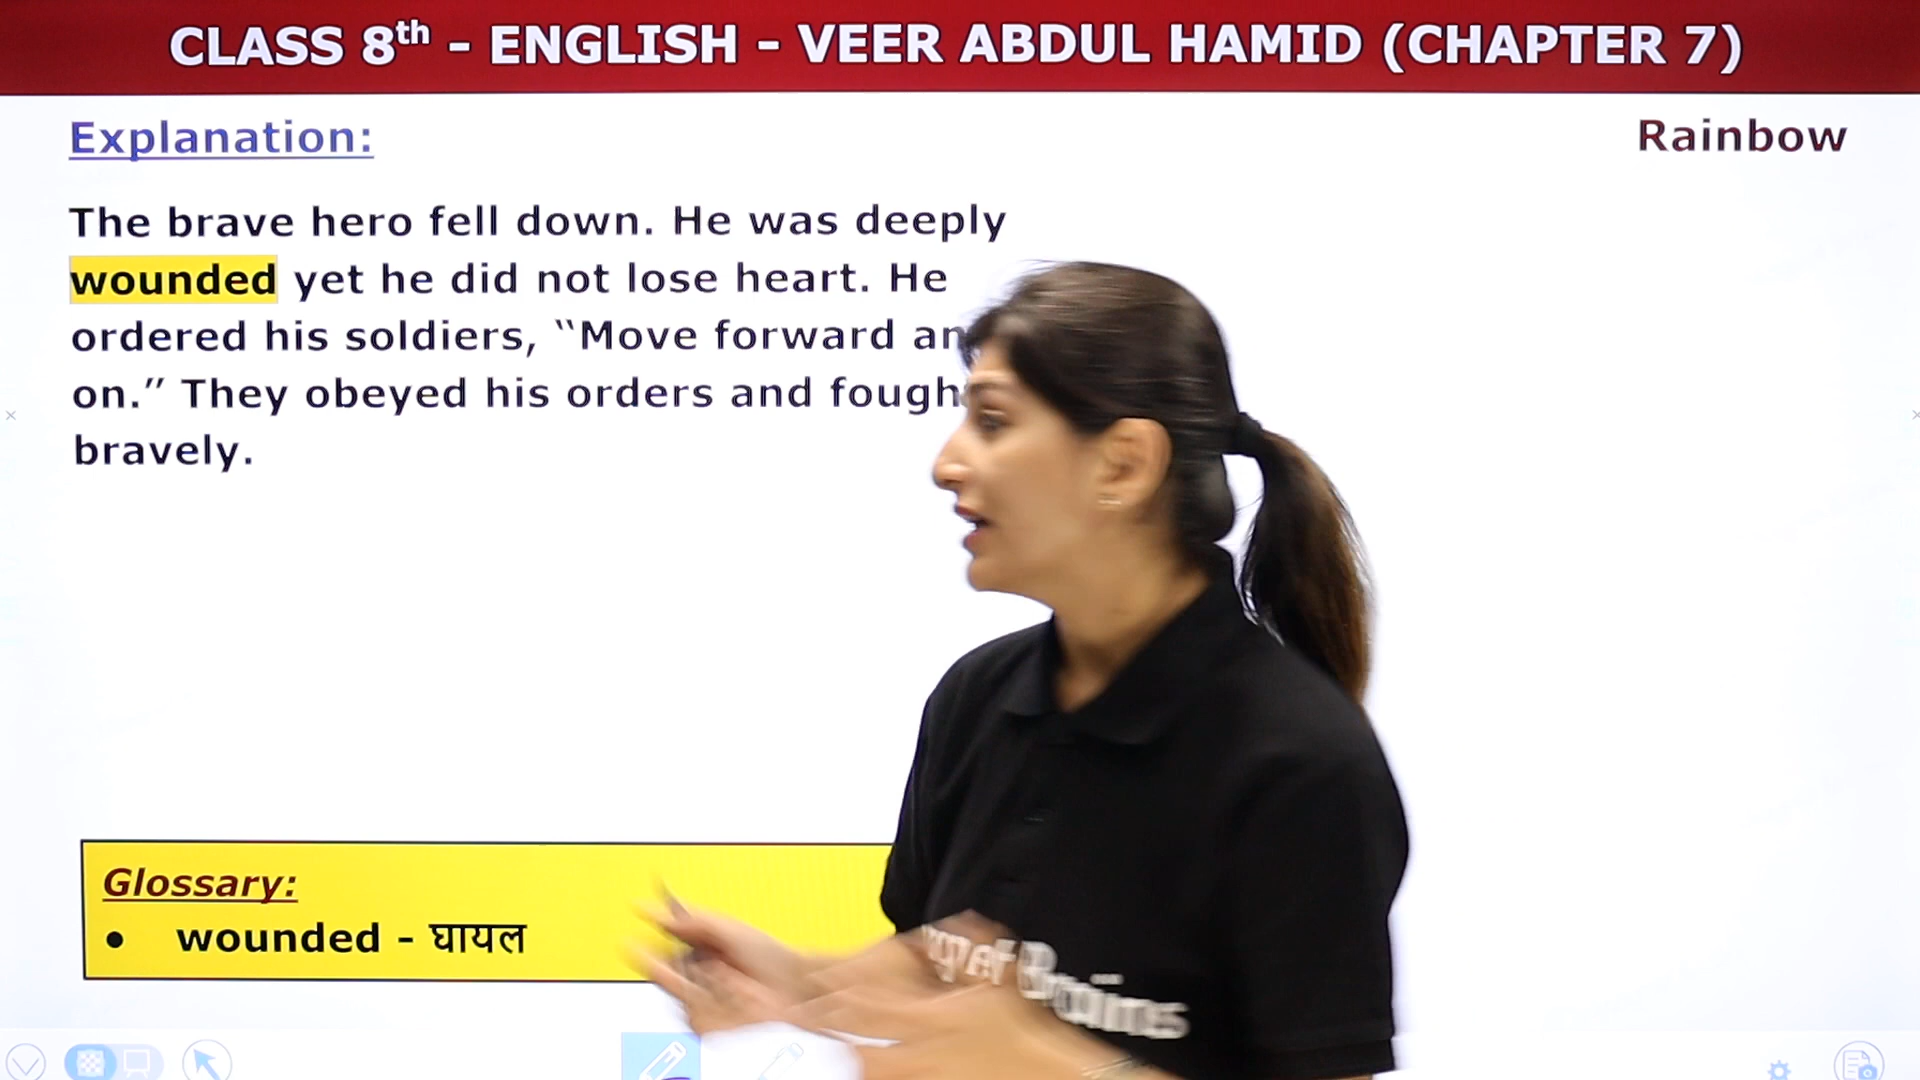 CLASS 8th - ENGLISH - VEER ABDUL HAMID (CHAPTER 7)
Explanation:
Rainbow
The brave hero fell down. He was deeply
wounded yet he did not lose heart. He
ordered his soldiers, “Move forward
on.” They obeyed his orders and
bravely.
Glossary:
• wounded - घायल
Brains